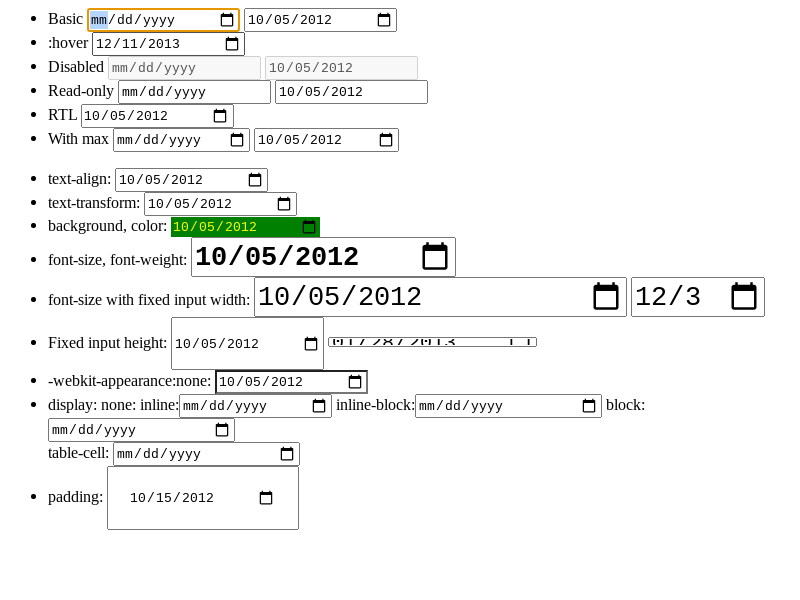 Basic mm/dd/yyyy 10/05/2012
:hover 12/11/2013
Disabled mm/dd/yyyy 10/05/2012
Read-only mm/dd/yyyy 10/05/2012
RTL 10/05/2012
With max mm/dd/yyyy 10/05/2012
text-align: 10/05/2012
text-transform: 10/05/2012
background, color: 10/05/2012
font-size, font-weight: 10/05/2012
font-size with fixed input width: 10/05/2012 12/3
Fixed input height: 10/05/2012 01/28/2013
-webkit-appearance:none: 10/05/2012
display: none: inline: mm/dd/yyyy inline-block: mm/dd/yyyy block:
mm/dd/yyyy
table-cell: mm/dd/yyyy
padding: 10/15/2012